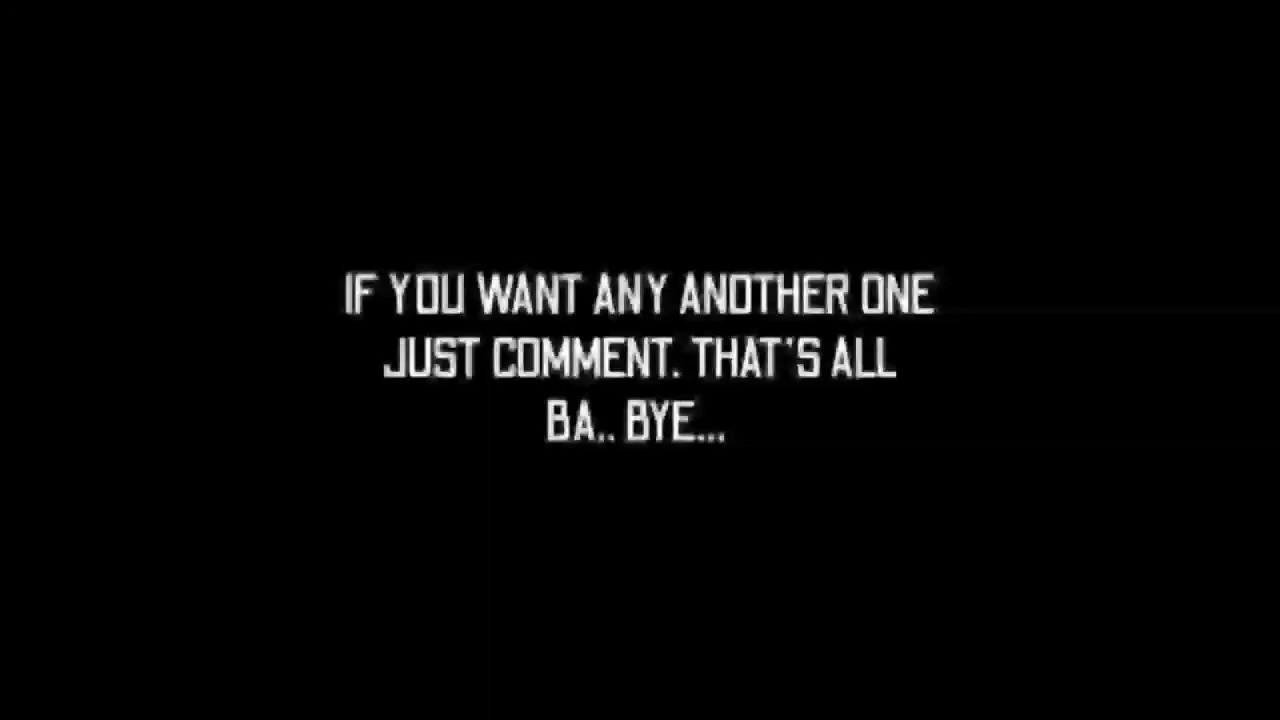 IF YOU WANT ANY ANOTHER ONE
JUST COMMENT. THAT'S ALL
BA.. BYE...